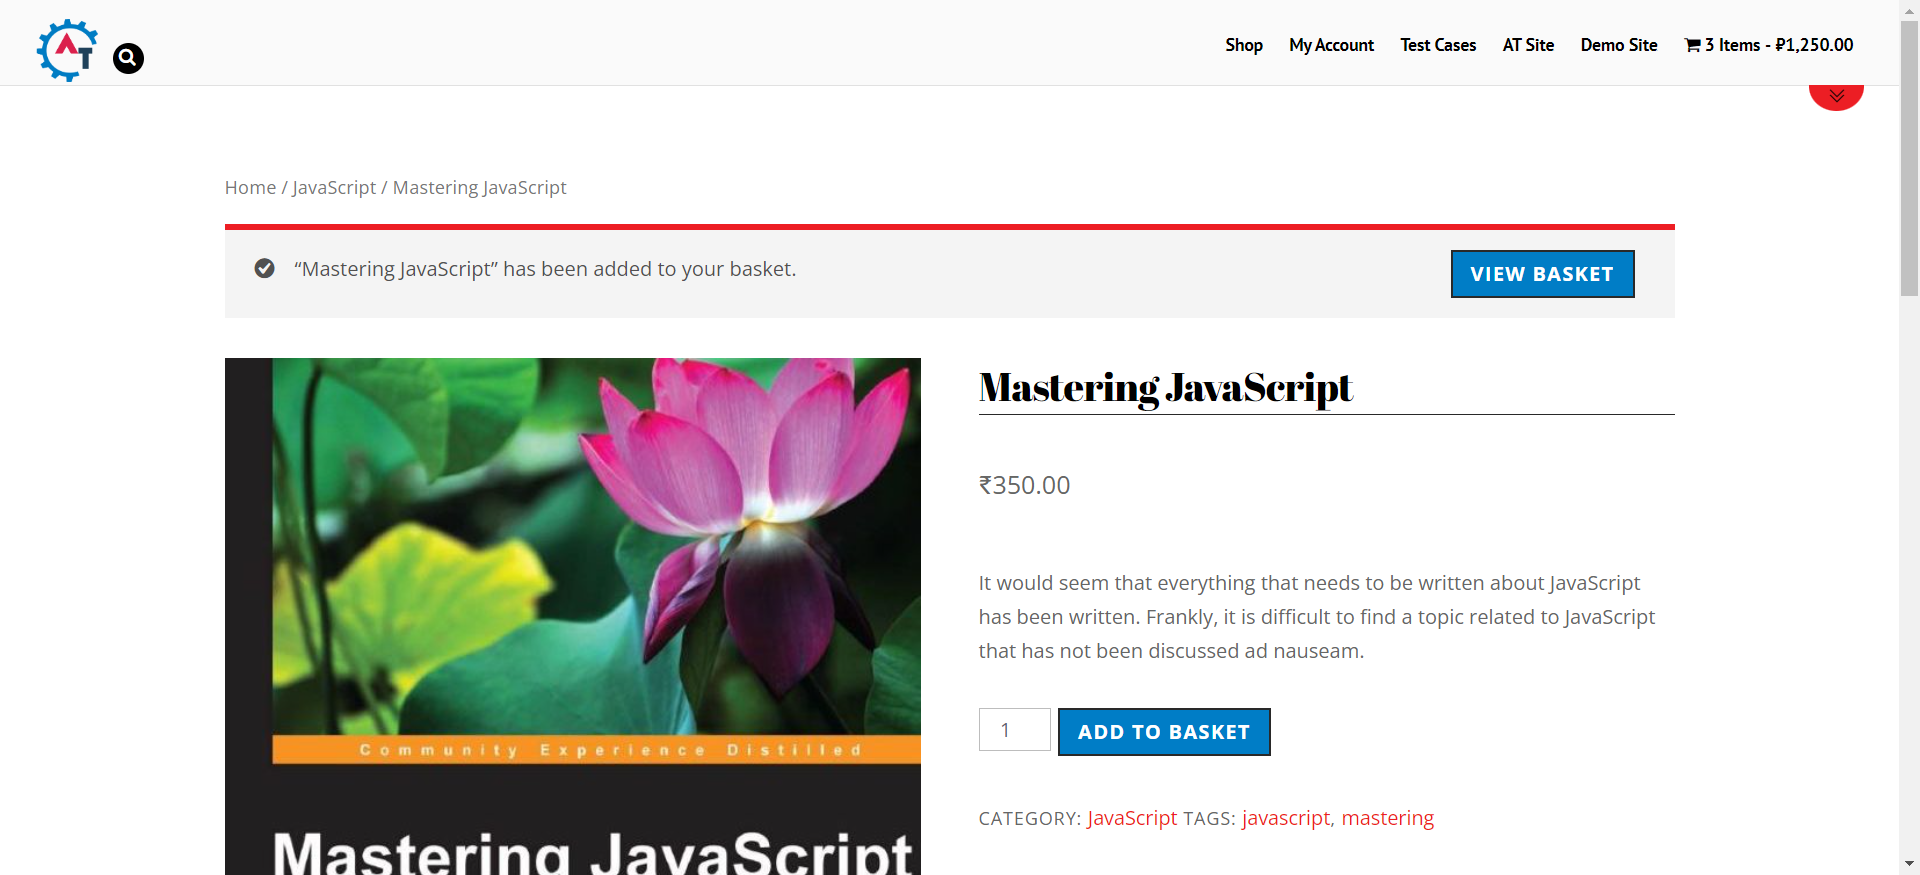 AT
Shop My Account Test Cases AT Site Demo Site 3 Items - ₽1,250.00
Home / JavaScript / Mastering JavaScript
“Mastering JavaScript” has been added to your basket.
VIEW BASKET
Mastering JavaScript
₹350.00
It would seem that everything that needs to be written about JavaScript
has been written. Frankly, it is difficult to find a topic related to JavaScript
that has not been discussed ad nauseam.
1
ADD TO BASKET
CATEGORY: JavaScript TAGS: javascript, mastering
Community Experience Distilled
Mastering JavaScript